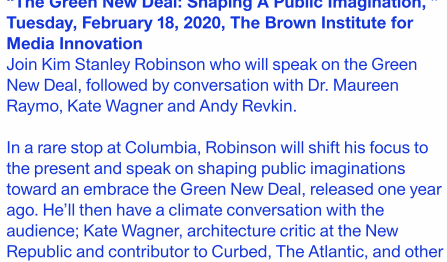 "The Green New Deal: Shaping A Public Imagination, "
Tuesday, February 18, 2020, The Brown Institute for
Media Innovation
Join Kim Stanley Robinson who will speak on the Green
New Deal, followed by conversation with Dr. Maureen
Raymo, Kate Wagner and Andy Revkin.
In a rare stop at Columbia, Robinson will shift his focus to
the present and speak on shaping public imaginations
toward an embrace the Green New Deal, released one year
ago. He’ll then have a climate conversation with the
audience; Kate Wagner, architecture critic at the New
Republic and contributor to Curbed, The Atlantic, and other